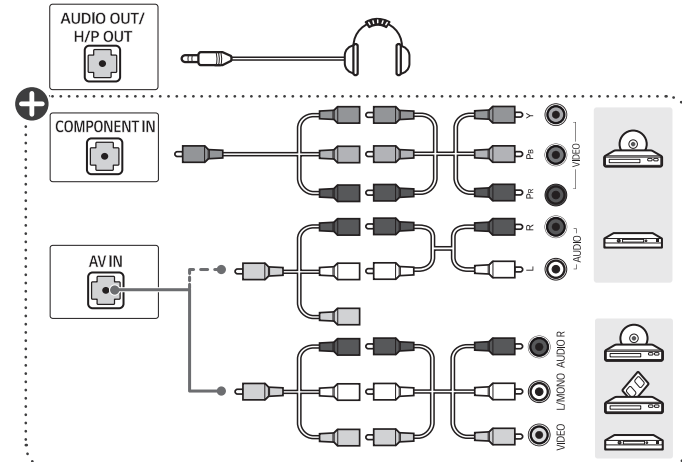 AUDIO OUT/
H/P OUT
COMPONENT IN
Y
PB
PR
VIDEO
AV IN
R
L
AUDIO
AUDIO R
L/MONO
VIDEO